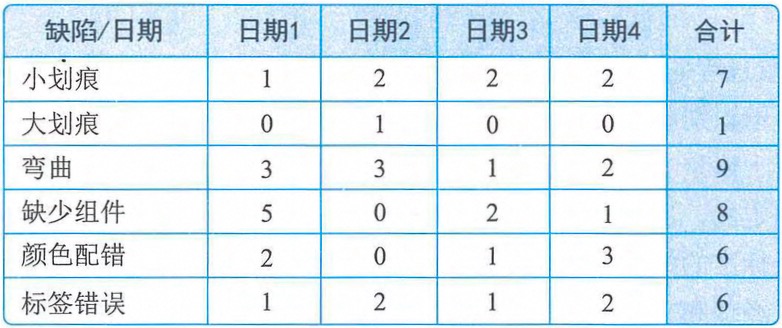 缺陷/日期 日期1 日期2 日期3 日期4 合计
小划痕 1 2 2 2 7
大划痕 0 1 0 0 1
弯曲 3 3 1 2 9
缺少组件 5 0 2 1 8
颜色配错 2 0 1 3 6
标签错误 1 2 1 2 6